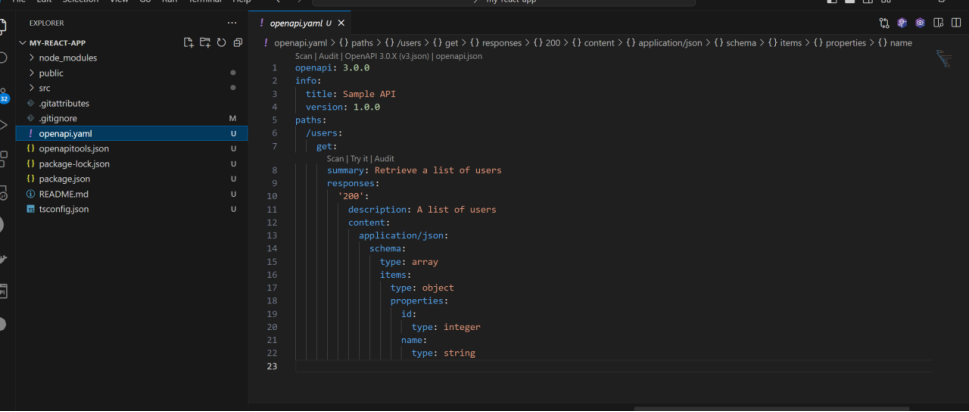 File Edit Selection View Go Run Terminal Help
my-react-app
EXPLORER
MY-REACT-APP
node_modules
public
src
.gitattributes
.gitignore M
openapi.yaml U
openapitools.json U
package-lock.json U
package.json U
README.md U
tsconfig.json U
32
! openapi.yaml U
! openapi.yaml > {} paths > {} /users > {} get > {} responses > {} 200 > {} content > {} application/json > {} schema > {} items > {} properties > {} name
Scan | Audit | OpenAPI 3.0.X (v3.json) | openapi.json
1 openapi: 3.0.0
2 info:
3 title: Sample API
4 version: 1.0.0
5 paths:
6 /users:
7 get:
Scan | Try it | Audit
8 summary: Retrieve a list of users
9 responses:
10 '200':
11 description: A list of users
12 content:
13 application/json:
14 schema:
15 type: array
16 items:
17 type: object
18 properties:
19 id:
20 type: integer
21 name:
22 type: string
23